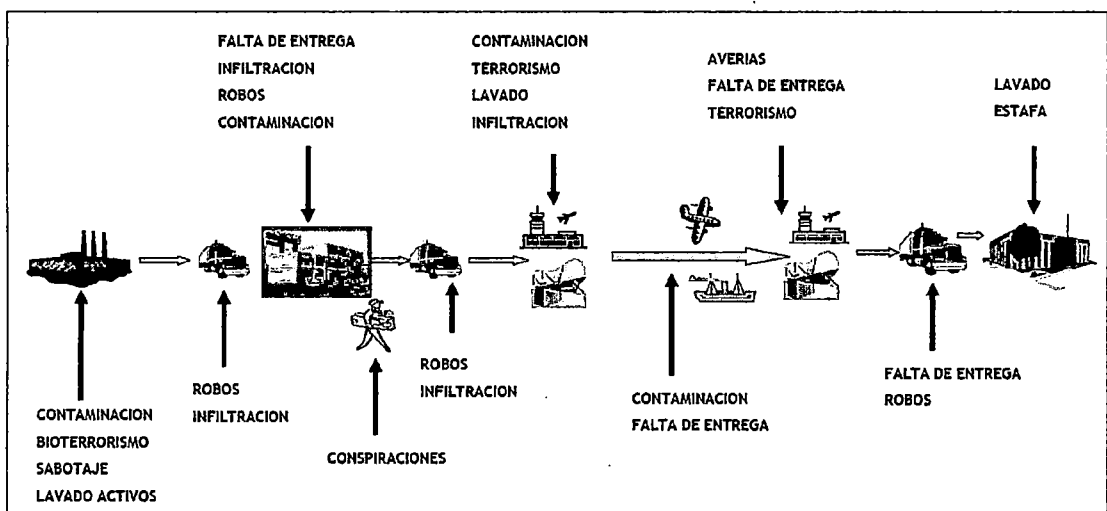 FALTA DE ENTREGA
INFILTRACION
ROBOS
CONTAMINACION
CONTAMINACION
TERRORISMO
LAVADO
INFILTRACION
AVERIAS
FALTA DE ENTREGA
TERRORISMO
LAVADO
ESTAFA
CONTAMINACION
BIOTERRORISMO
SABOTAJE
LAVADO ACTIVOS
ROBOS
INFILTRACION
CONSPIRACIONES
ROBOS
INFILTRACION
CONTAMINACION
FALTA DE ENTREGA
FALTA DE ENTREGA
ROBOS